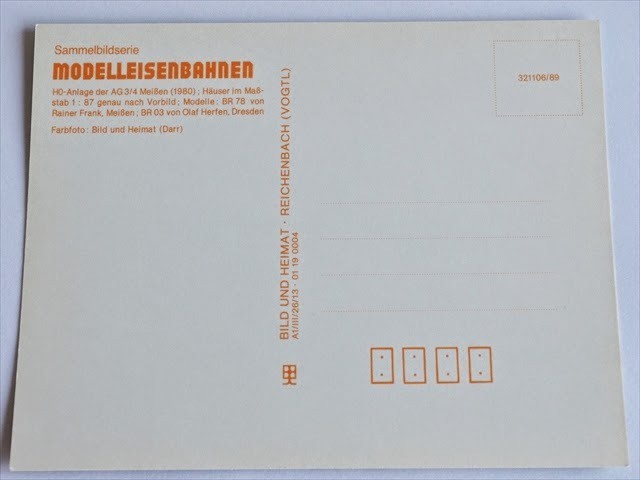 Sammelbildserie
MODELLEISENBAHNEN
H0-Anlage der AG 3/4 Meißen (1980); Häuser im Maß-
stab 1 : 87 genau nach Vorbild; Modelle: BR 78 von
Rainer Frank, Meißen; BR 03 von Olaf Herfen, Dresden
Farbfoto: Bild und Heimat (Darr)
BILD UND HEIMAT · REICHENBACH (VOGTL)
A1/III/26/13 · 01 19 0004
321106/89